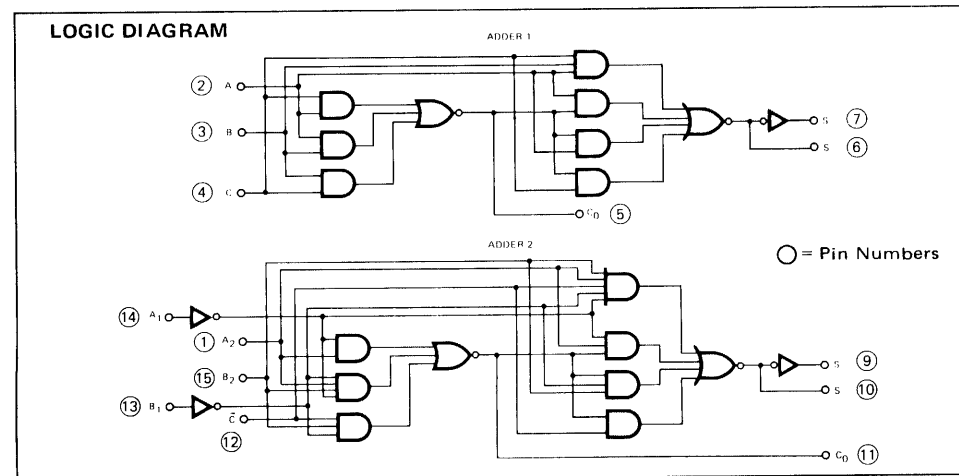 LOGIC DIAGRAM
ADDER 1
② A
③ B
④ C
S ⑦
S ⑥
C₀ ⑤
ADDER 2
○ = Pin Numbers
⑭ A₁
① A₂
⑮ B₂
⑬ B₁
C̄
⑫
S ⑨
S ⑩
C₀ ⑪